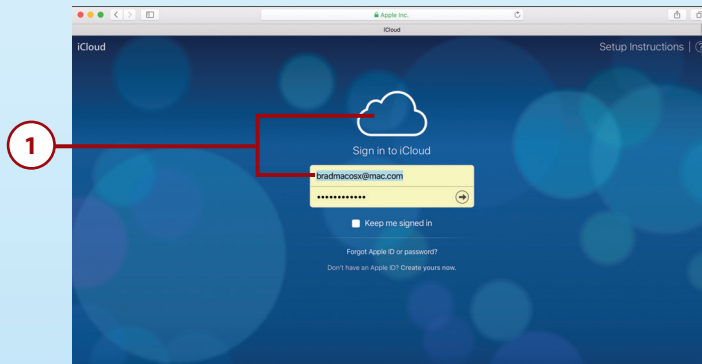 Apple Inc.
iCloud
iCloud
Setup Instructions
1
Sign in to iCloud
bradmacosx@mac.com
••••••••••••
Keep me signed in
Forgot Apple ID or password?
Don't have an Apple ID? Create yours now.